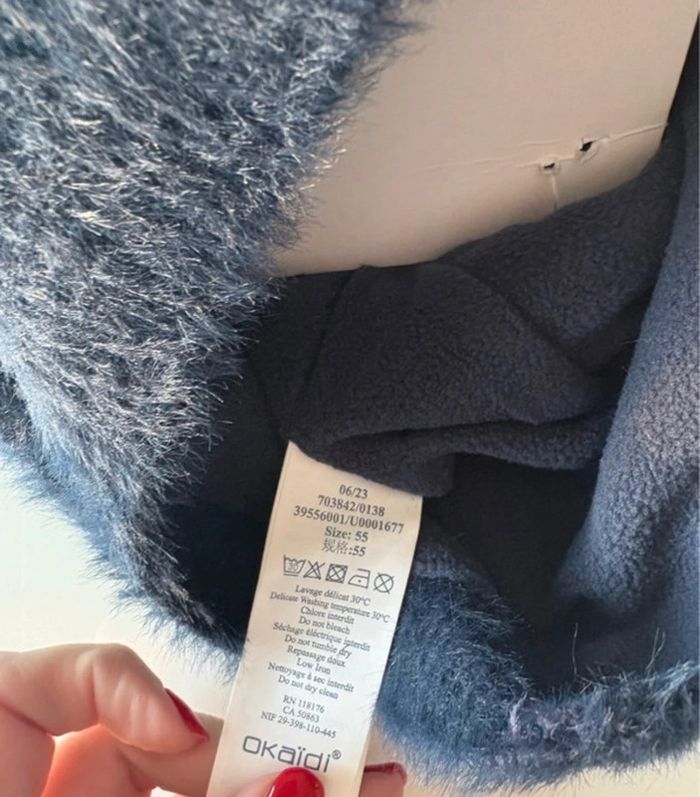 06/23
703842/0138
39556001/U0001677
Size: 55
规格:55
Lavage délicat 30°C
Delicate Washing temperature 30°C
Chlore interdit
Do not bleach
Séchage éléctrique interdit
Do not tumble dry
Repassage doux
Low Iron
Nettoyage à sec interdit
Do not dry clean
RN 118176
CA 50863
NIF 29-398-110-445
OKaïdi®